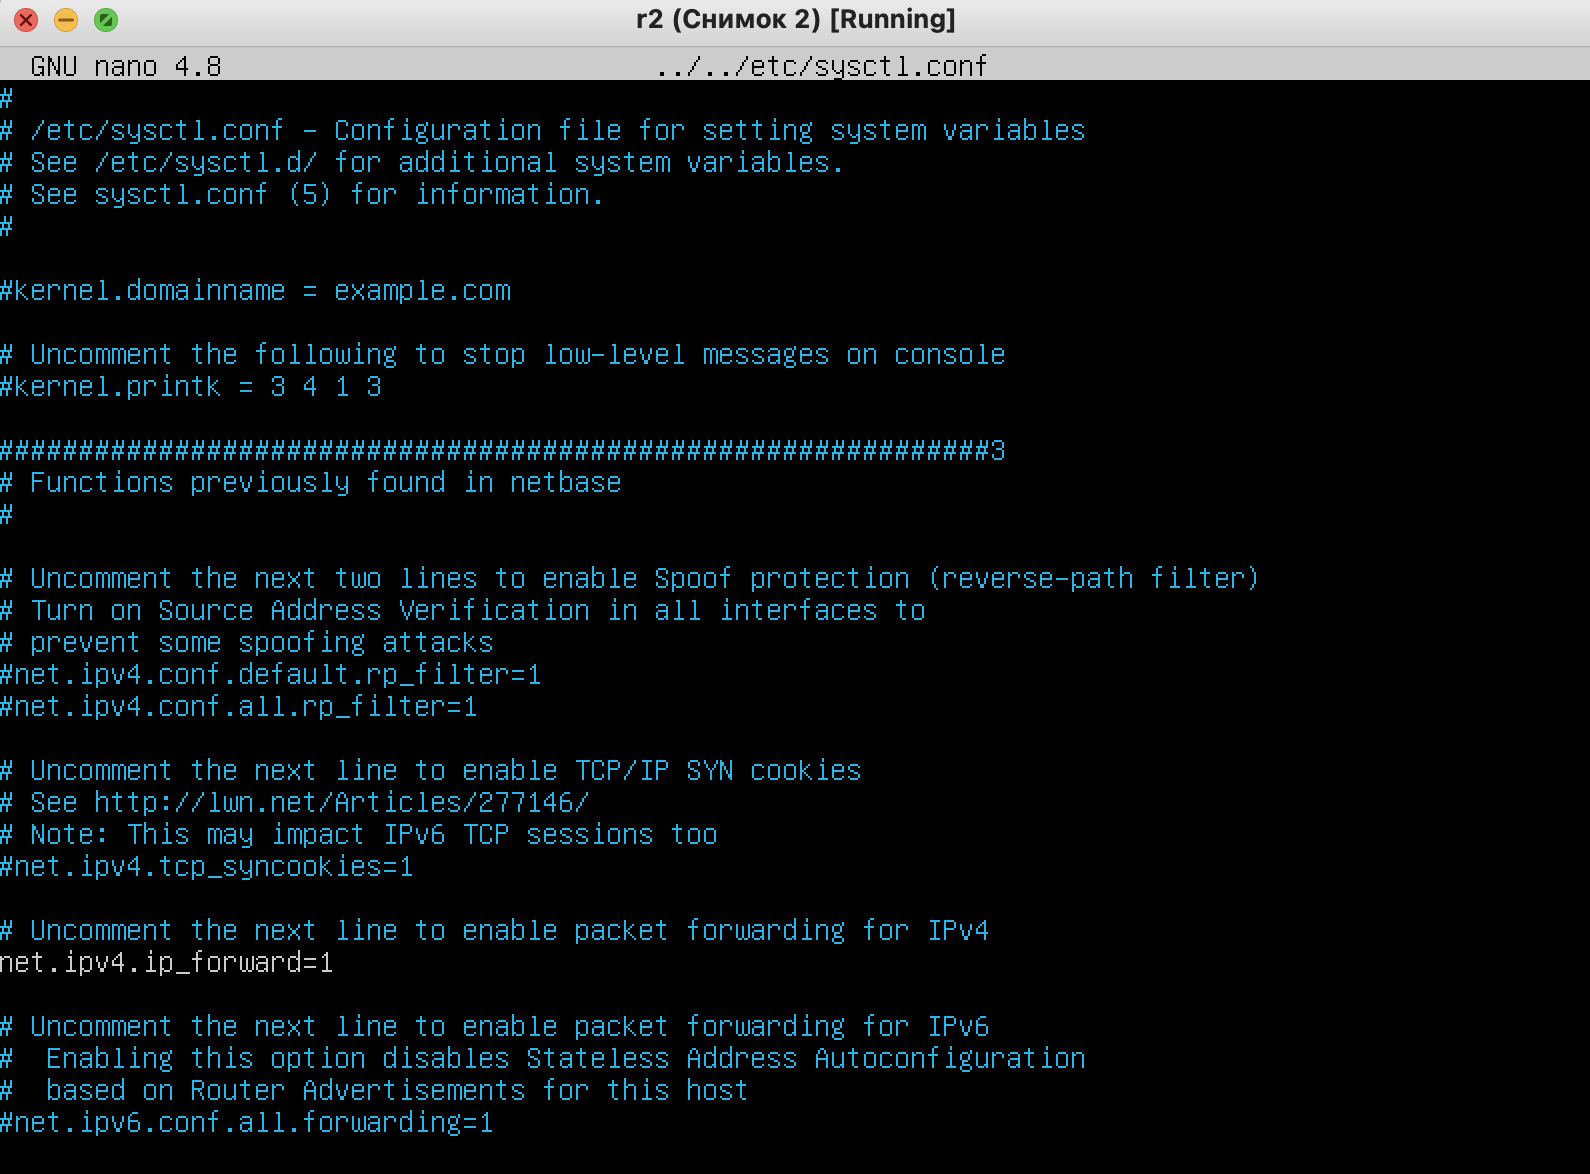 r2 (Снимок 2) [Running]
GNU nano 4.8 ../../etc/sysctl.conf
#
# /etc/sysctl.conf - Configuration file for setting system variables
# See /etc/sysctl.d/ for additional system variables.
# See sysctl.conf (5) for information.
#
#kernel.domainname = example.com
# Uncomment the following to stop low-level messages on console
#kernel.printk = 3 4 1 3
##############################################################3
# Functions previously found in netbase
#
# Uncomment the next two lines to enable Spoof protection (reverse-path filter)
# Turn on Source Address Verification in all interfaces to
# prevent some spoofing attacks
#net.ipv4.conf.default.rp_filter=1
#net.ipv4.conf.all.rp_filter=1
# Uncomment the next line to enable TCP/IP SYN cookies
# See http://lwn.net/Articles/277146/
# Note: This may impact IPv6 TCP sessions too
#net.ipv4.tcp_syncookies=1
# Uncomment the next line to enable packet forwarding for IPv4
net.ipv4.ip_forward=1
# Uncomment the next line to enable packet forwarding for IPv6
#  Enabling this option disables Stateless Address Autoconfiguration
#  based on Router Advertisements for this host
#net.ipv6.conf.all.forwarding=1